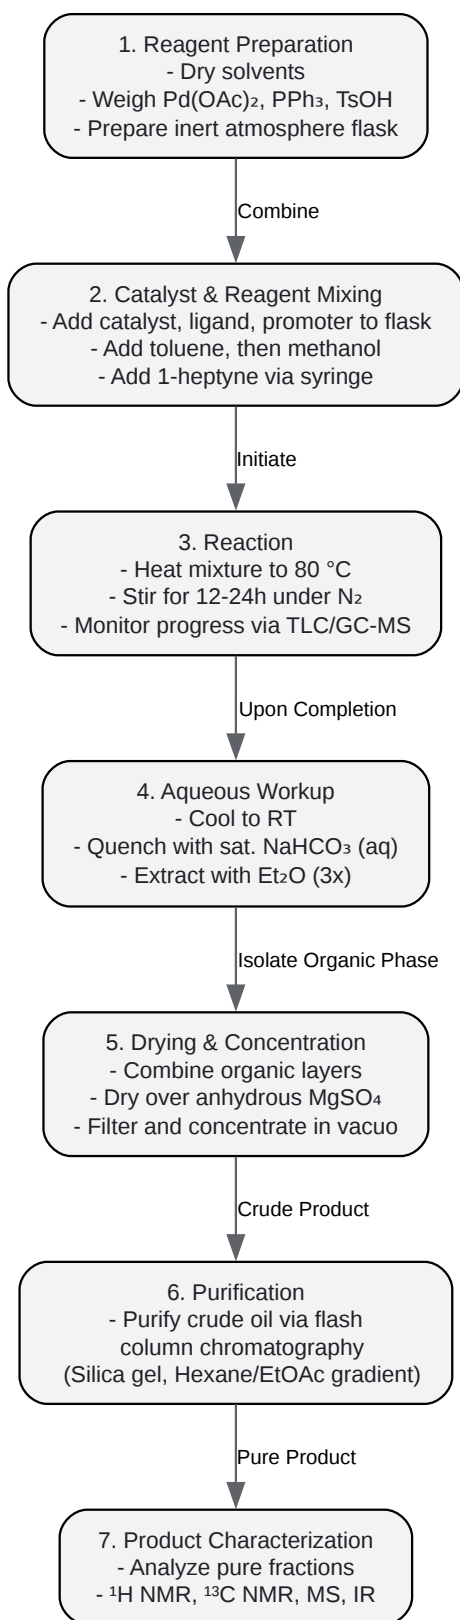 1. Reagent Preparation
- Dry solvents
- Weigh Pd(OAc)₂, PPh₃, TsOH
- Prepare inert atmosphere flask
Combine
2. Catalyst & Reagent Mixing
- Add catalyst, ligand, promoter to flask
- Add toluene, then methanol
- Add 1-heptyne via syringe
Initiate
3. Reaction
- Heat mixture to 80 °C
- Stir for 12-24h under N₂
- Monitor progress via TLC/GC-MS
Upon Completion
4. Aqueous Workup
- Cool to RT
- Quench with sat. NaHCO₃ (aq)
- Extract with Et₂O (3x)
Isolate Organic Phase
5. Drying & Concentration
- Combine organic layers
- Dry over anhydrous MgSO₄
- Filter and concentrate in vacuo
Crude Product
6. Purification
- Purify crude oil via flash
column chromatography
(Silica gel, Hexane/EtOAc gradient)
Pure Product
7. Product Characterization
- Analyze pure fractions
- ¹H NMR, ¹³C NMR, MS, IR